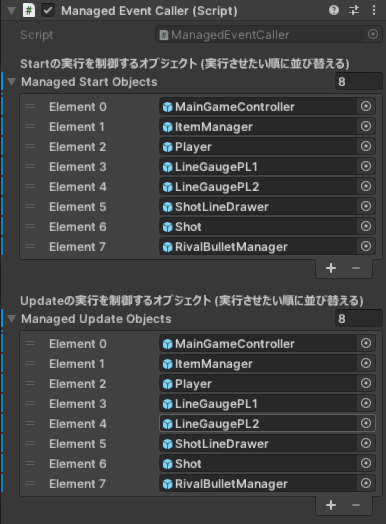 Managed Event Caller (Script)
Script ManagedEventCaller
Startの実行を制御するオブジェクト (実行させたい順に並び替える)
Managed Start Objects 8
Element 0 MainGameController
Element 1 ItemManager
Element 2 Player
Element 3 LineGaugePL1
Element 4 LineGaugePL2
Element 5 ShotLineDrawer
Element 6 Shot
Element 7 RivalBulletManager
Updateの実行を制御するオブジェクト (実行させたい順に並び替える)
Managed Update Objects 8
Element 0 MainGameController
Element 1 ItemManager
Element 2 Player
Element 3 LineGaugePL1
Element 4 LineGaugePL2
Element 5 ShotLineDrawer
Element 6 Shot
Element 7 RivalBulletManager